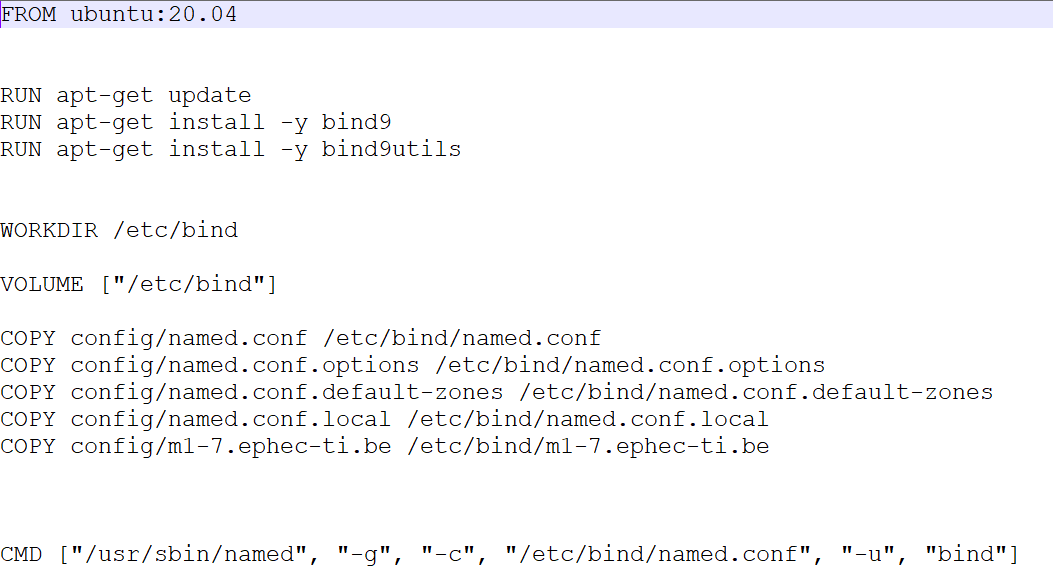 FROM ubuntu:20.04
RUN apt-get update
RUN apt-get install -y bind9
RUN apt-get install -y bind9utils
WORKDIR /etc/bind
VOLUME ["/etc/bind"]
COPY config/named.conf /etc/bind/named.conf
COPY config/named.conf.options /etc/bind/named.conf.options
COPY config/named.conf.default-zones /etc/bind/named.conf.default-zones
COPY config/named.conf.local /etc/bind/named.conf.local
COPY config/m1-7.ephec-ti.be /etc/bind/m1-7.ephec-ti.be
CMD ["/usr/sbin/named", "-g", "-c", "/etc/bind/named.conf", "-u", "bind"]